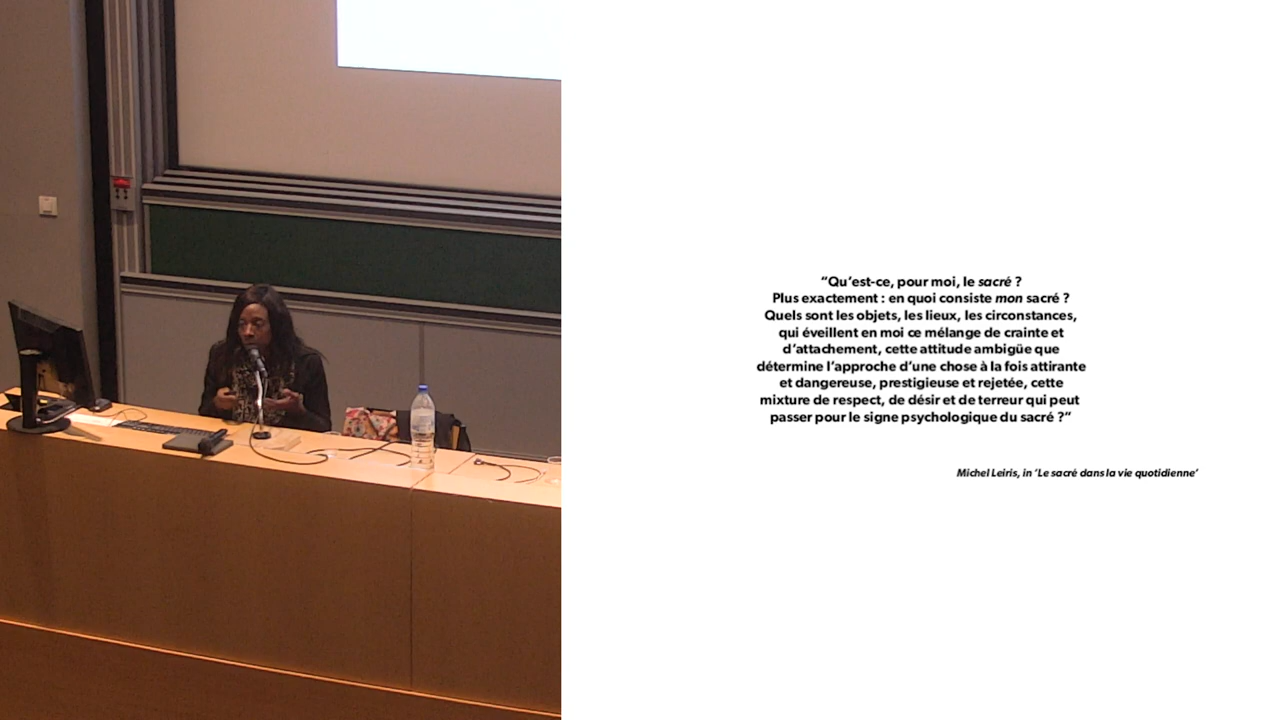 “Qu’est-ce, pour moi, le sacré ?
Plus exactement : en quoi consiste mon sacré ?
Quels sont les objets, les lieux, les circonstances,
qui éveillent en moi ce mélange de crainte et
d’attachement, cette attitude ambigüe que
détermine l’approche d’une chose à la fois attirante
et dangereuse, prestigieuse et rejetée, cette
mixture de respect, de désir et de terreur qui peut
passer pour le signe psychologique du sacré ?”
Michel Leiris, in ‘Le sacré dans la vie quotidienne’